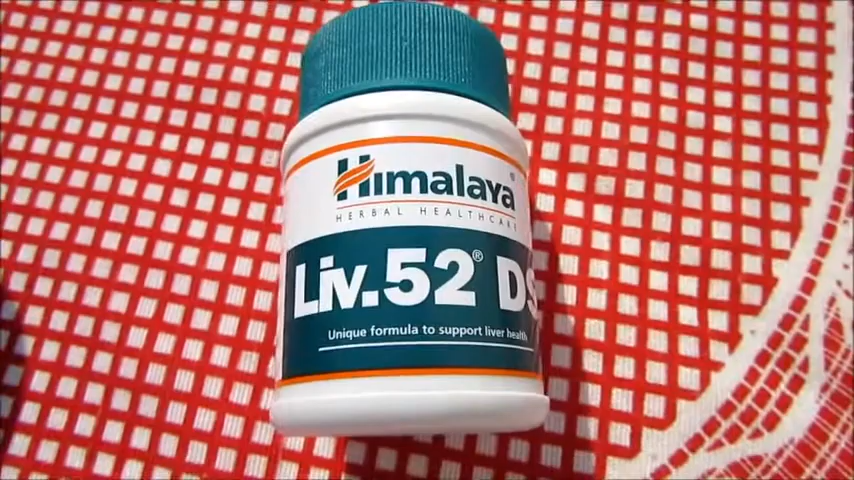 Himalaya®
HERBAL HEALTHCARE
Liv.52® DS
Unique formula to support liver health